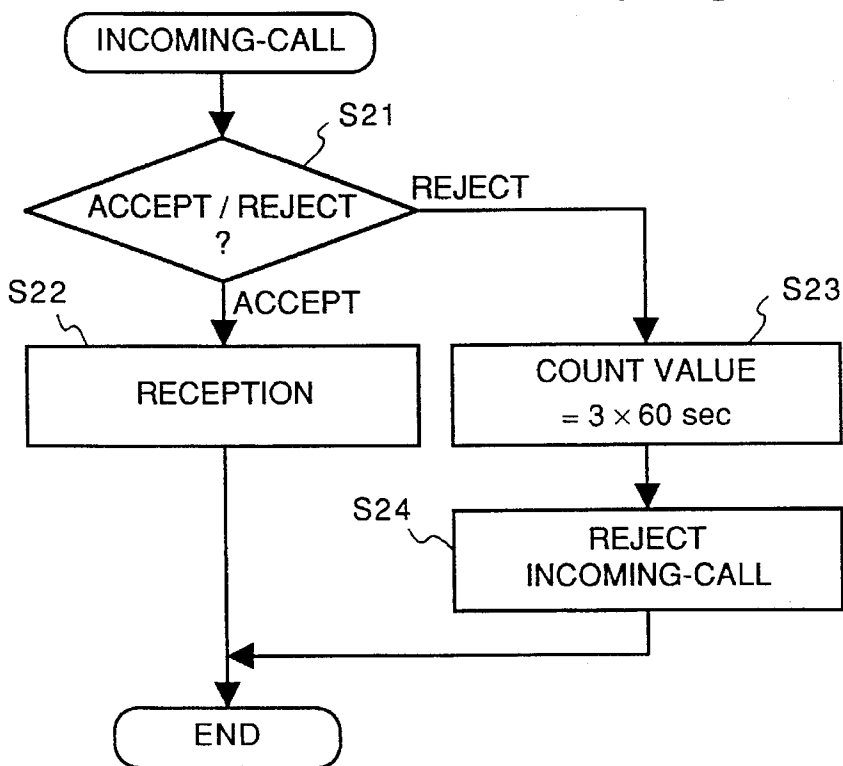 INCOMING-CALL
S21
ACCEPT / REJECT
?
REJECT
ACCEPT
S22
RECEPTION
S23
COUNT VALUE
= 3 × 60 sec
S24
REJECT
INCOMING-CALL
END